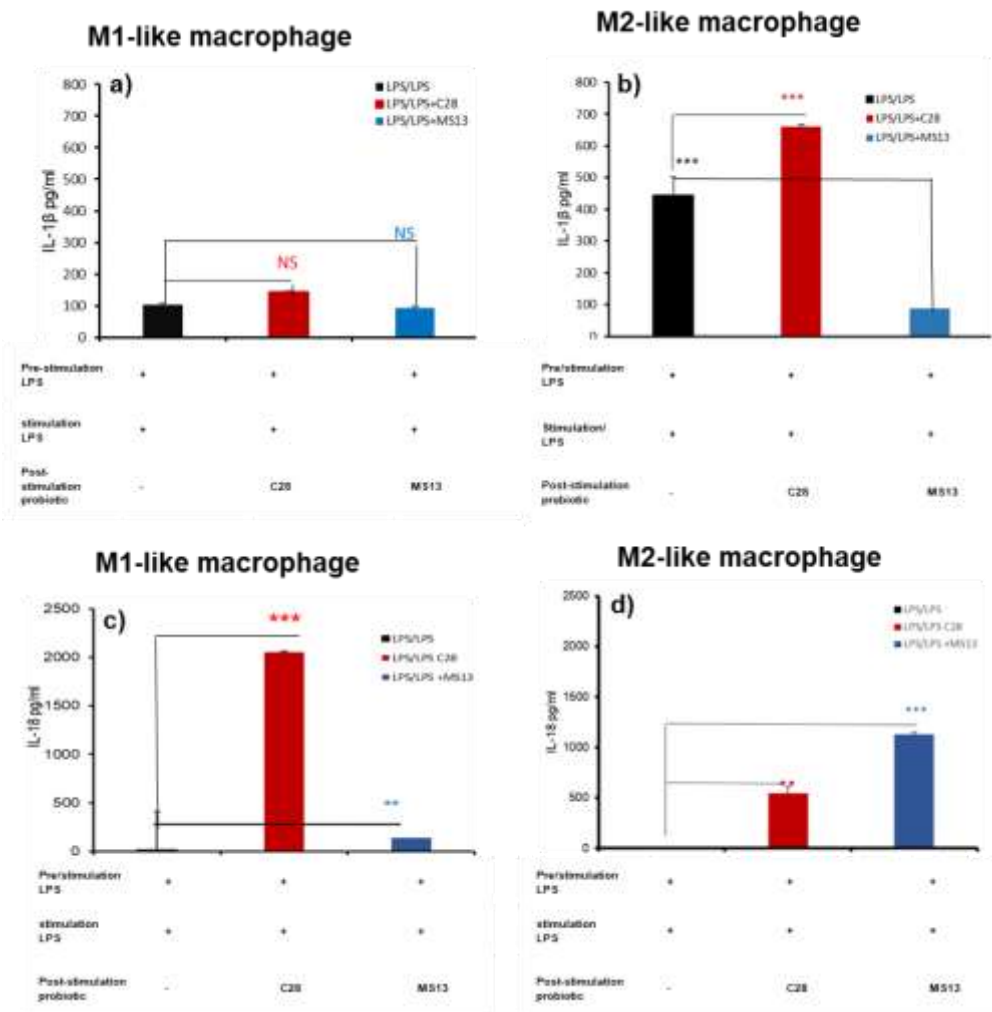 M1-like macrophage
a)
LPS/LPS
LPS/LPS+C28
LPS/LPS+MS13
IL-1β pg/ml
800
700
600
500
400
300
200
100
0
NS
NS
Pre-stimulation
LPS
+ + +
stimulation
LPS
+ + +
Post-
stimulation
probiotic
- C28 MS13
M2-like macrophage
b)
LPS/LPS
LPS/LPS+C28
LPS/LPS+MS13
IL-1β pg/ml
800
700
600
500
400
300
200
100
0
***
***
Pre/stimulation
LPS
+ + +
Stimulation/
LPS
+ + +
Post-stimulation
probiotic
- C28 MS13
M1-like macrophage
c)
LPS/LPS
LPS/LPS C28
LPS/LPS +MS13
IL-18 pg/ml
2500
2000
1500
1000
500
0
***
**
Pre/stimulation
LPS
+ + +
stimulation
LPS
+ + +
Post-stimulation
probiotic
- C28 MS13
M2-like macrophage
d)
LPS/LPS
LPS/LPS C28
LPS/LPS +MS13
IL-18 pg/ml
2500
2000
1500
1000
500
0
**
***
Pre/stimulation
LPS
+ + +
stimulation
LPS
+ + +
Post-stimulation
probiotic
- C28 MS13